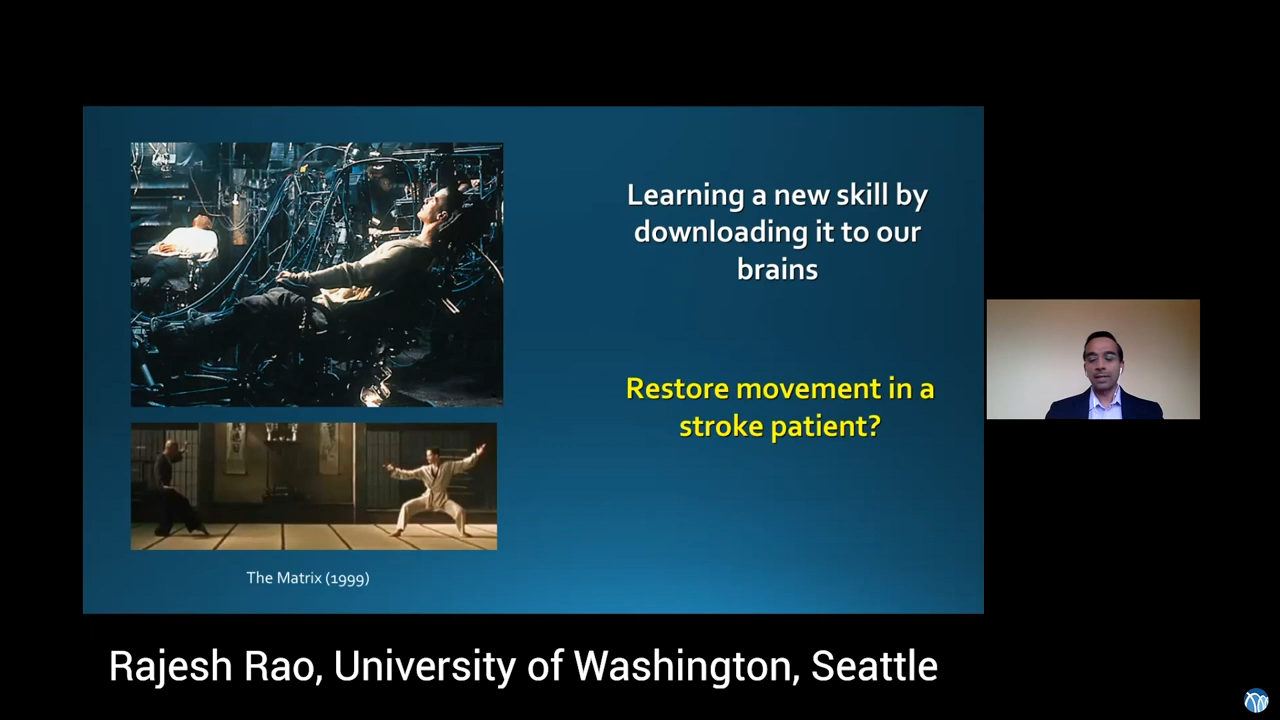 Learning a new skill by
downloading it to our
brains
Restore movement in a
stroke patient?
The Matrix (1999)
Rajesh Rao, University of Washington, Seattle